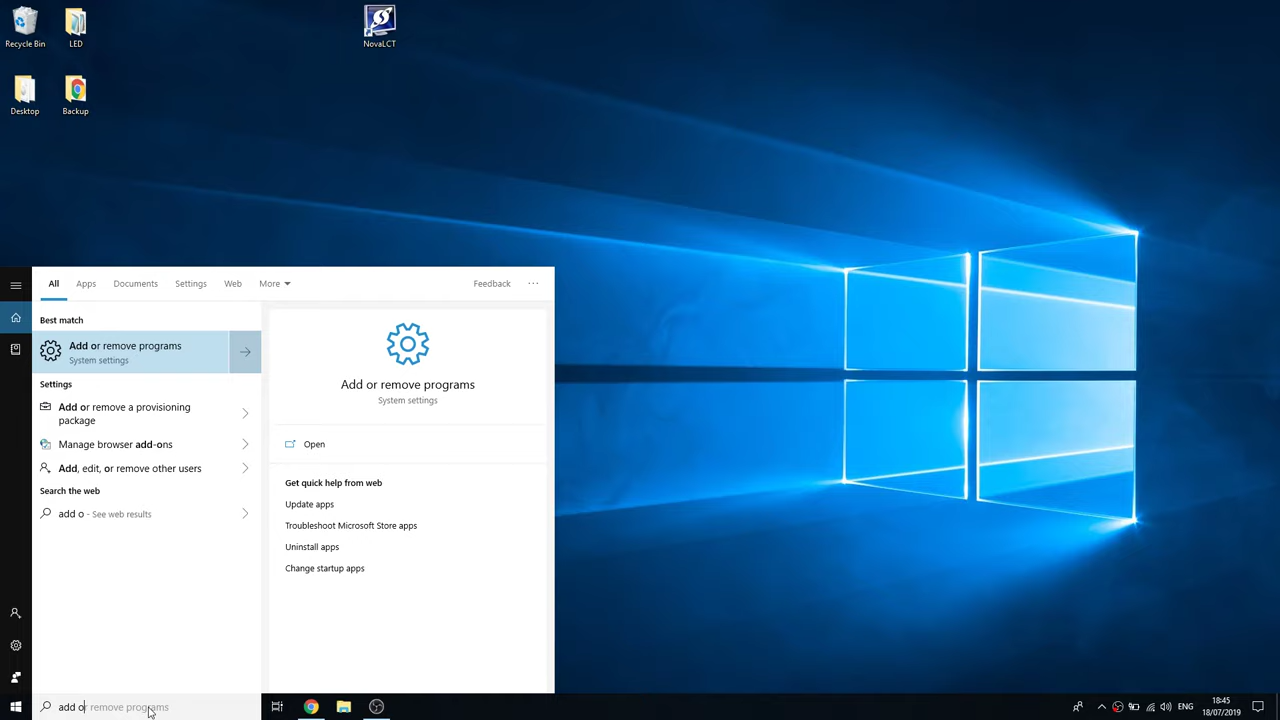 Recycle Bin
LED
NovaLCT
Desktop
Backup
All
Apps
Documents
Settings
Web
More
Feedback
...
Best match
Add or remove programs
System settings
Settings
Add or remove a provisioning
package
Manage browser add-ons
Add, edit, or remove other users
Search the web
add o - See web results
Add or remove programs
System settings
Open
Get quick help from web
Update apps
Troubleshoot Microsoft Store apps
Uninstall apps
Change startup apps
add or remove programs
ENG
18:45
18/07/2019